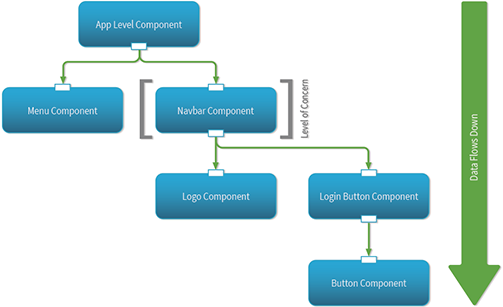 App Level Component
Menu Component
Navbar Component
Level of Concern
Logo Component
Login Button Component
Button Component
Data Flows Down